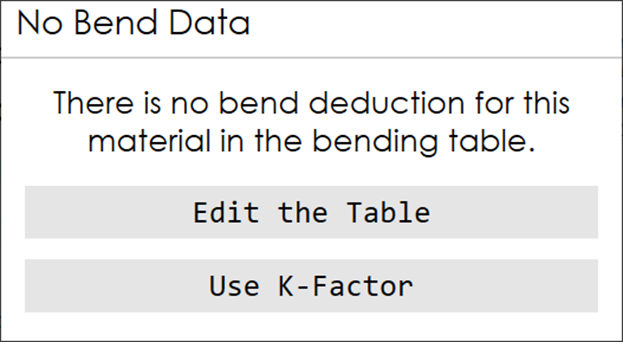 No Bend Data
There is no bend deduction for this
material in the bending table.
Edit the Table
Use K-Factor